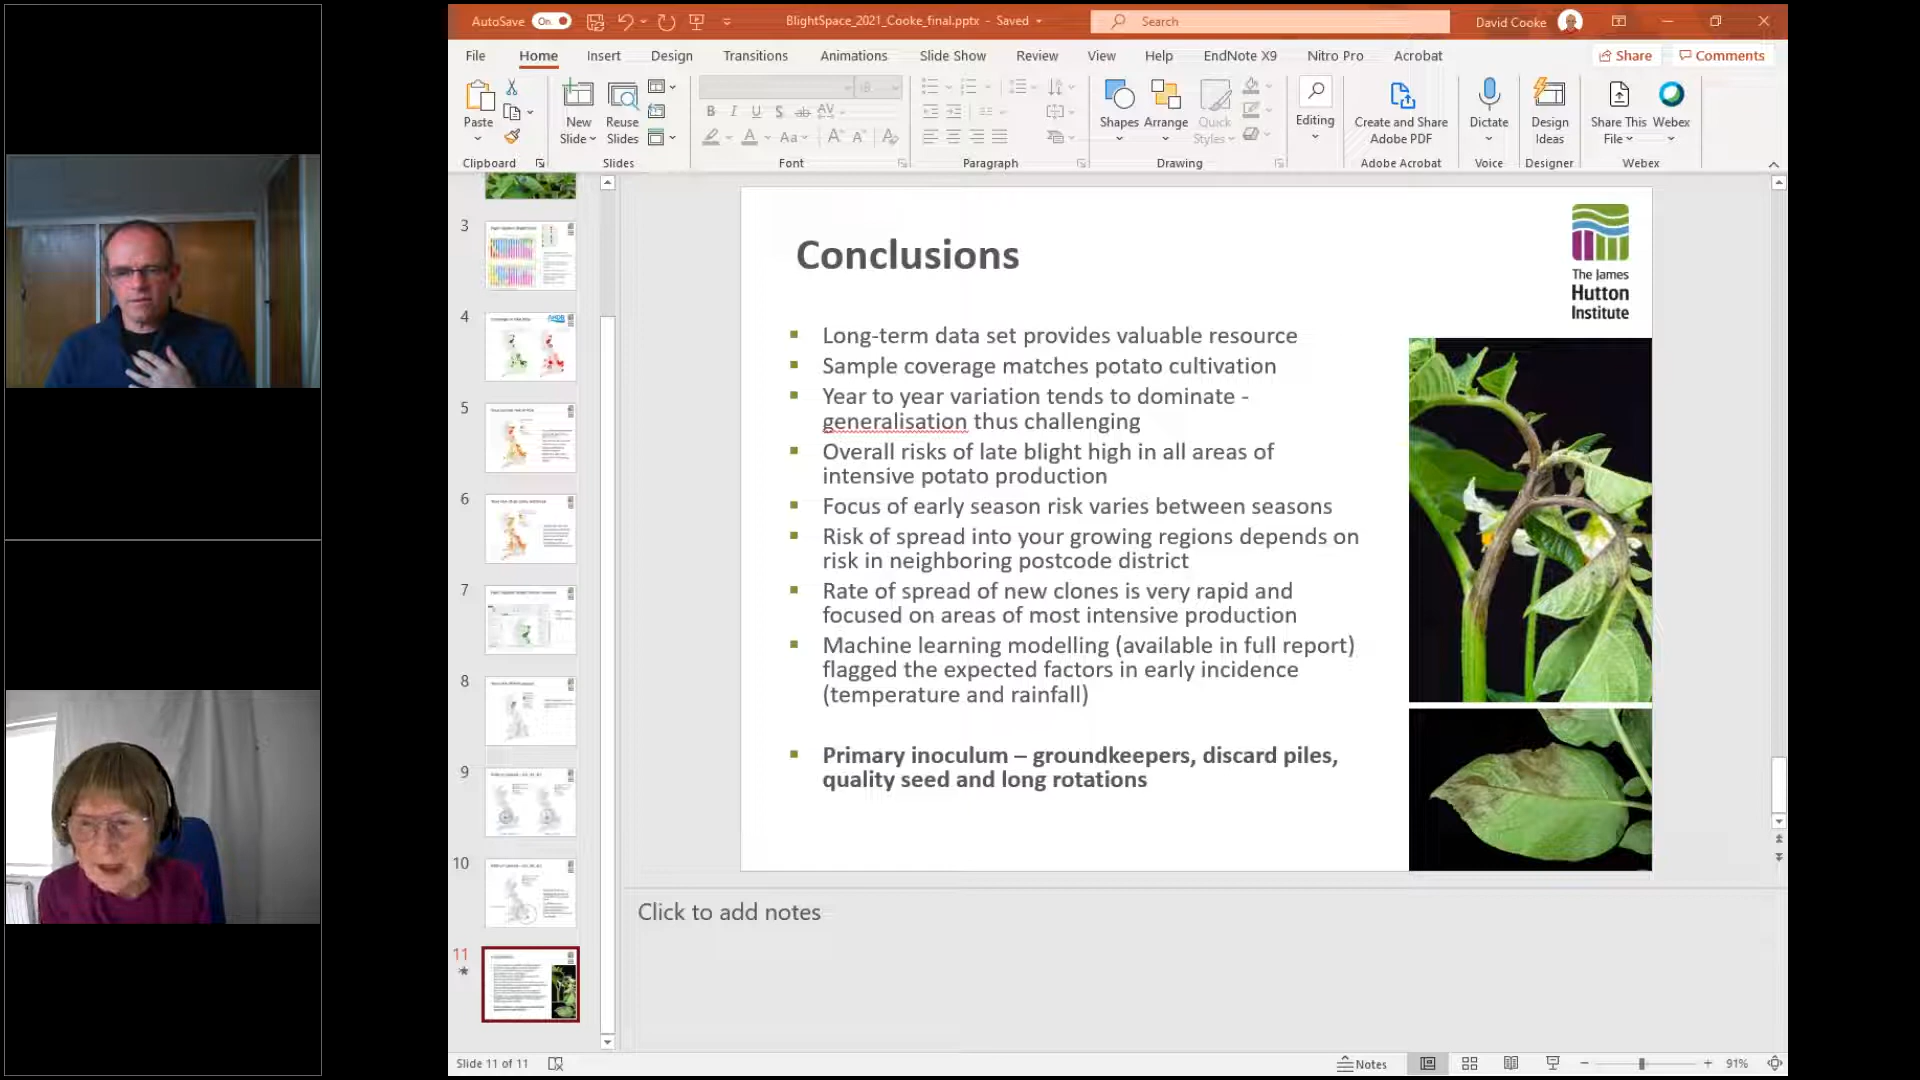 AutoSave On BlightSpace_2021_Cooke_final.pptx - Saved Search David Cooke
File Home Insert Design Transitions Animations Slide Show Review View Help EndNote X9 Nitro Pro Acrobat Share Comments
Paste
New Slide
Reuse Slides
Shapes
Arrange
Quick Styles
Editing
Create and Share Adobe PDF
Dictate
Design Ideas
Share This File
Webex
Clipboard Slides Font Paragraph Drawing Adobe Acrobat Voice Designer Webex
3
4
5
6
7
8
9
10
11
Conclusions
The James
Hutton
Institute
Long-term data set provides valuable resource
Sample coverage matches potato cultivation
Year to year variation tends to dominate -
generalisation thus challenging
Overall risks of late blight high in all areas of
intensive potato production
Focus of early season risk varies between seasons
Risk of spread into your growing regions depends on
risk in neighboring postcode district
Rate of spread of new clones is very rapid and
focused on areas of most intensive production
Machine learning modelling (available in full report)
flagged the expected factors in early incidence
(temperature and rainfall)
Primary inoculum – groundkeepers, discard piles,
quality seed and long rotations
Click to add notes
Slide 11 of 11 Notes 91%